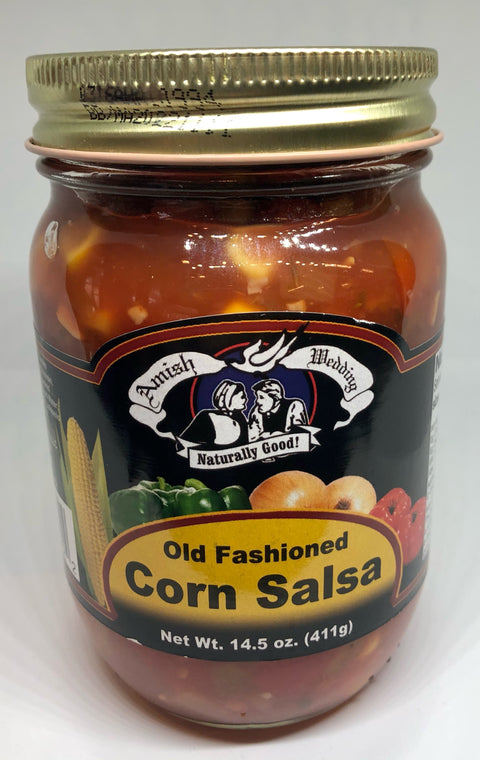 Amish Wedding
Naturally Good!
Old Fashioned
Corn Salsa
Net Wt. 14.5 oz. (411g)